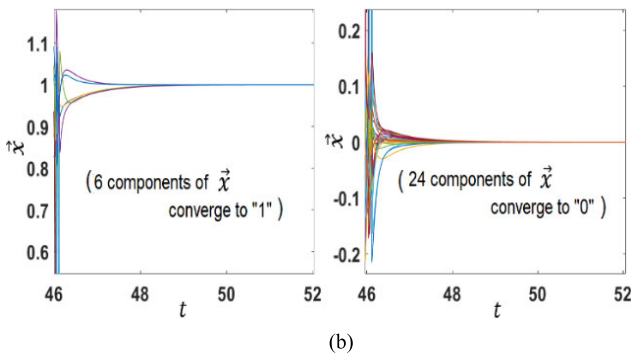 1.1
1
0.9
0.8
0.7
0.6
x⃗
( 6 components of x⃗
converge to "1" )
46 48 50 52
t
0.2
0.1
0
-0.1
-0.2
x⃗
( 24 components of x⃗
converge to "0" )
46 48 50 52
t
(b)